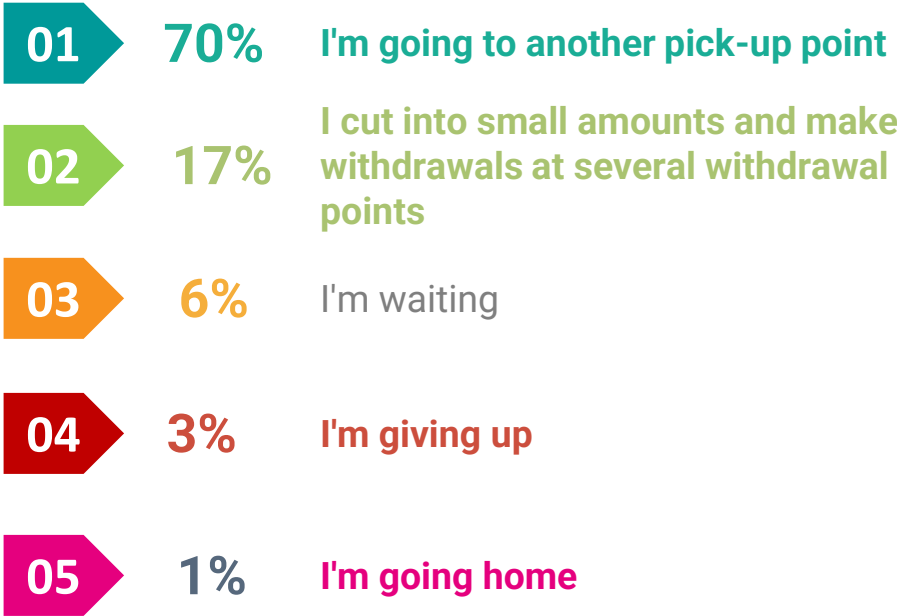 01 70% I'm going to another pick-up point
I cut into small amounts and make
02 17% withdrawals at several withdrawal
points
03 6% I'm waiting
04 3% I'm giving up
05 1% I'm going home